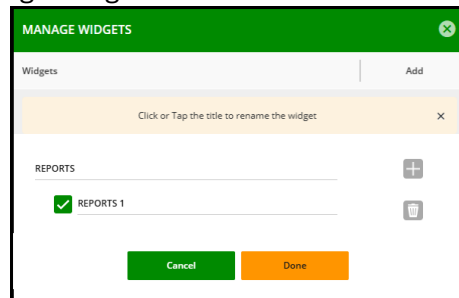 MANAGE WIDGETS
Widgets Add
Click or Tap the title to rename the widget
REPORTS
REPORTS 1
Cancel Done